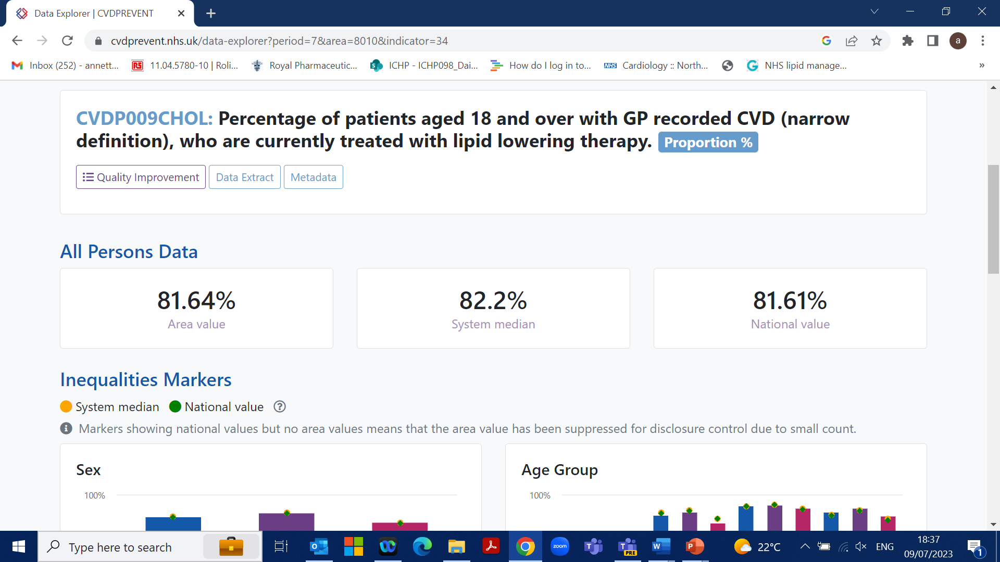 Data Explorer | CVDPREVENT
cvdprevent.nhs.uk/data-explorer?period=7&area=8010&indicator=34
a
Inbox (252) - annett...
RS
11.04.5780-10 | Roli...
Royal Pharmaceutic...
S
ICHP - ICHP098_Dai...
How do I log in to...
NHS
Cardiology :: North...
NHS lipid manage...
»
CVDP009CHOL: Percentage of patients aged 18 and over with GP recorded CVD (narrow
definition), who are currently treated with lipid lowering therapy. Proportion %
Quality Improvement
Data Extract
Metadata
All Persons Data
81.64%
Area value
82.2%
System median
81.61%
National value
Inequalities Markers
System median
National value
?
i
Markers showing national values but no area values means that the area value has been suppressed for disclosure control due to small count.
Sex
100%
Age Group
100%
Type here to search
O
zoom
T
T
PRE
W
P
22°C
ENG
18:37
09/07/2023
1